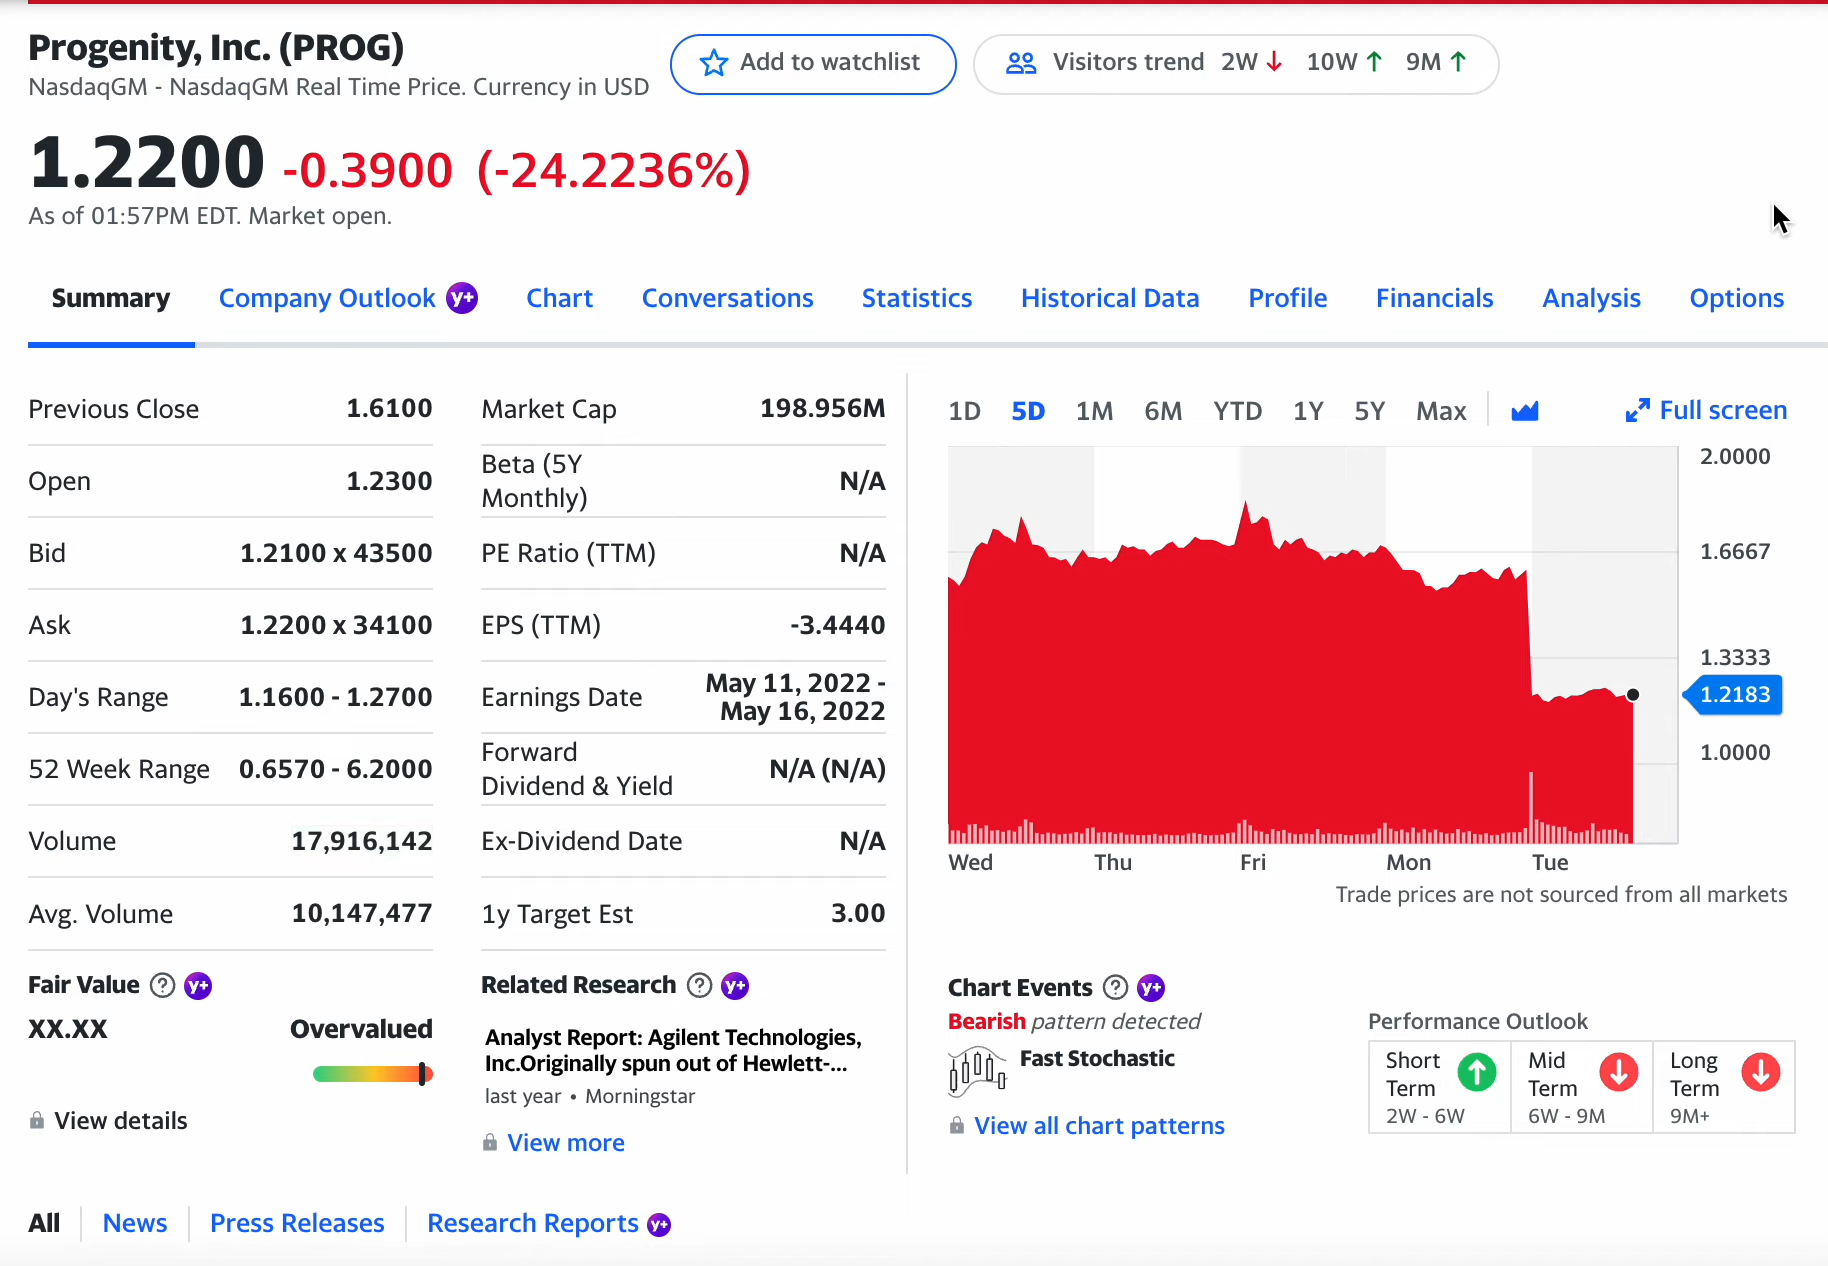 Progenity, Inc. (PROG)
NasdaqGM - NasdaqGM Real Time Price. Currency in USD
Add to watchlist
Visitors trend 2W 10W 9M
1.2200 -0.3900 (-24.2236%)
As of 01:57PM EDT. Market open.
Summary Company Outlook y+ Chart Conversations Statistics Historical Data Profile Financials Analysis Options
Previous Close 1.6100
Open 1.2300
Bid 1.2100 x 43500
Ask 1.2200 x 34100
Day's Range 1.1600 - 1.2700
52 Week Range 0.6570 - 6.2000
Volume 17,916,142
Avg. Volume 10,147,477
Market Cap 198.956M
Beta (5Y
Monthly) N/A
PE Ratio (TTM) N/A
EPS (TTM) -3.4440
Earnings Date May 11, 2022 -
May 16, 2022
Forward
Dividend & Yield N/A (N/A)
Ex-Dividend Date N/A
1y Target Est 3.00
1D 5D 1M 6M YTD 1Y 5Y Max Full screen
2.0000
1.6667
1.3333
1.2183
1.0000
Wed Thu Fri Mon Tue
Trade prices are not sourced from all markets
Fair Value ? y+
XX.XX Overvalued
View details
Related Research ? y+
Analyst Report: Agilent Technologies,
Inc.Originally spun out of Hewlett-...
last year • Morningstar
View more
Chart Events ? y+
Bearish pattern detected
Fast Stochastic
View all chart patterns
Performance Outlook
Short
Term
2W - 6W
Mid
Term
6W - 9M
Long
Term
9M+
All News Press Releases Research Reports y+